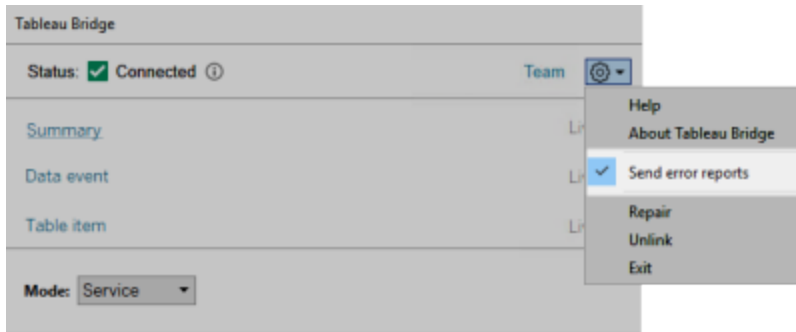 Tableau Bridge
Status: Connected
Team
Help
About Tableau Bridge
Summary
Data event
Send error reports
Table item
Repair
Unlink
Exit
Mode: Service